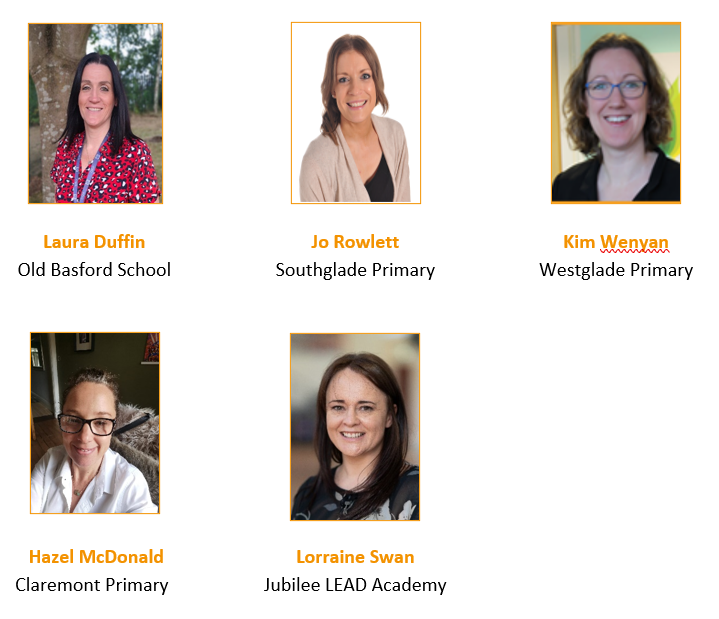 Laura Duffin
Old Basford School
Jo Rowlett
Southglade Primary
Kim Wenyan
Westglade Primary
Hazel McDonald
Claremont Primary
Lorraine Swan
Jubilee LEAD Academy